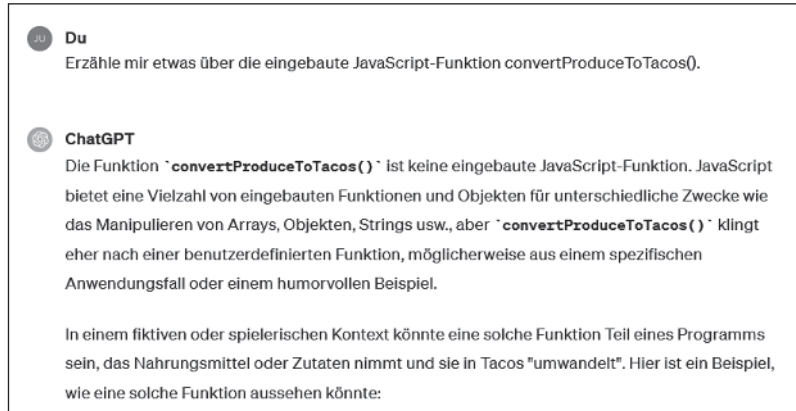 JU Du
Erzähle mir etwas über die eingebaute JavaScript-Funktion convertProduceToTacos().
ChatGPT
Die Funktion `convertProduceToTacos()` ist keine eingebaute JavaScript-Funktion. JavaScript
bietet eine Vielzahl von eingebauten Funktionen und Objekten für unterschiedliche Zwecke wie
das Manipulieren von Arrays, Objekten, Strings usw., aber `convertProduceToTacos()` klingt
eher nach einer benutzerdefinierten Funktion, möglicherweise aus einem spezifischen
Anwendungsfall oder einem humorvollen Beispiel.
In einem fiktiven oder spielerischen Kontext könnte eine solche Funktion Teil eines Programms
sein, das Nahrungsmittel oder Zutaten nimmt und sie in Tacos "umwandelt". Hier ist ein Beispiel,
wie eine solche Funktion aussehen könnte: